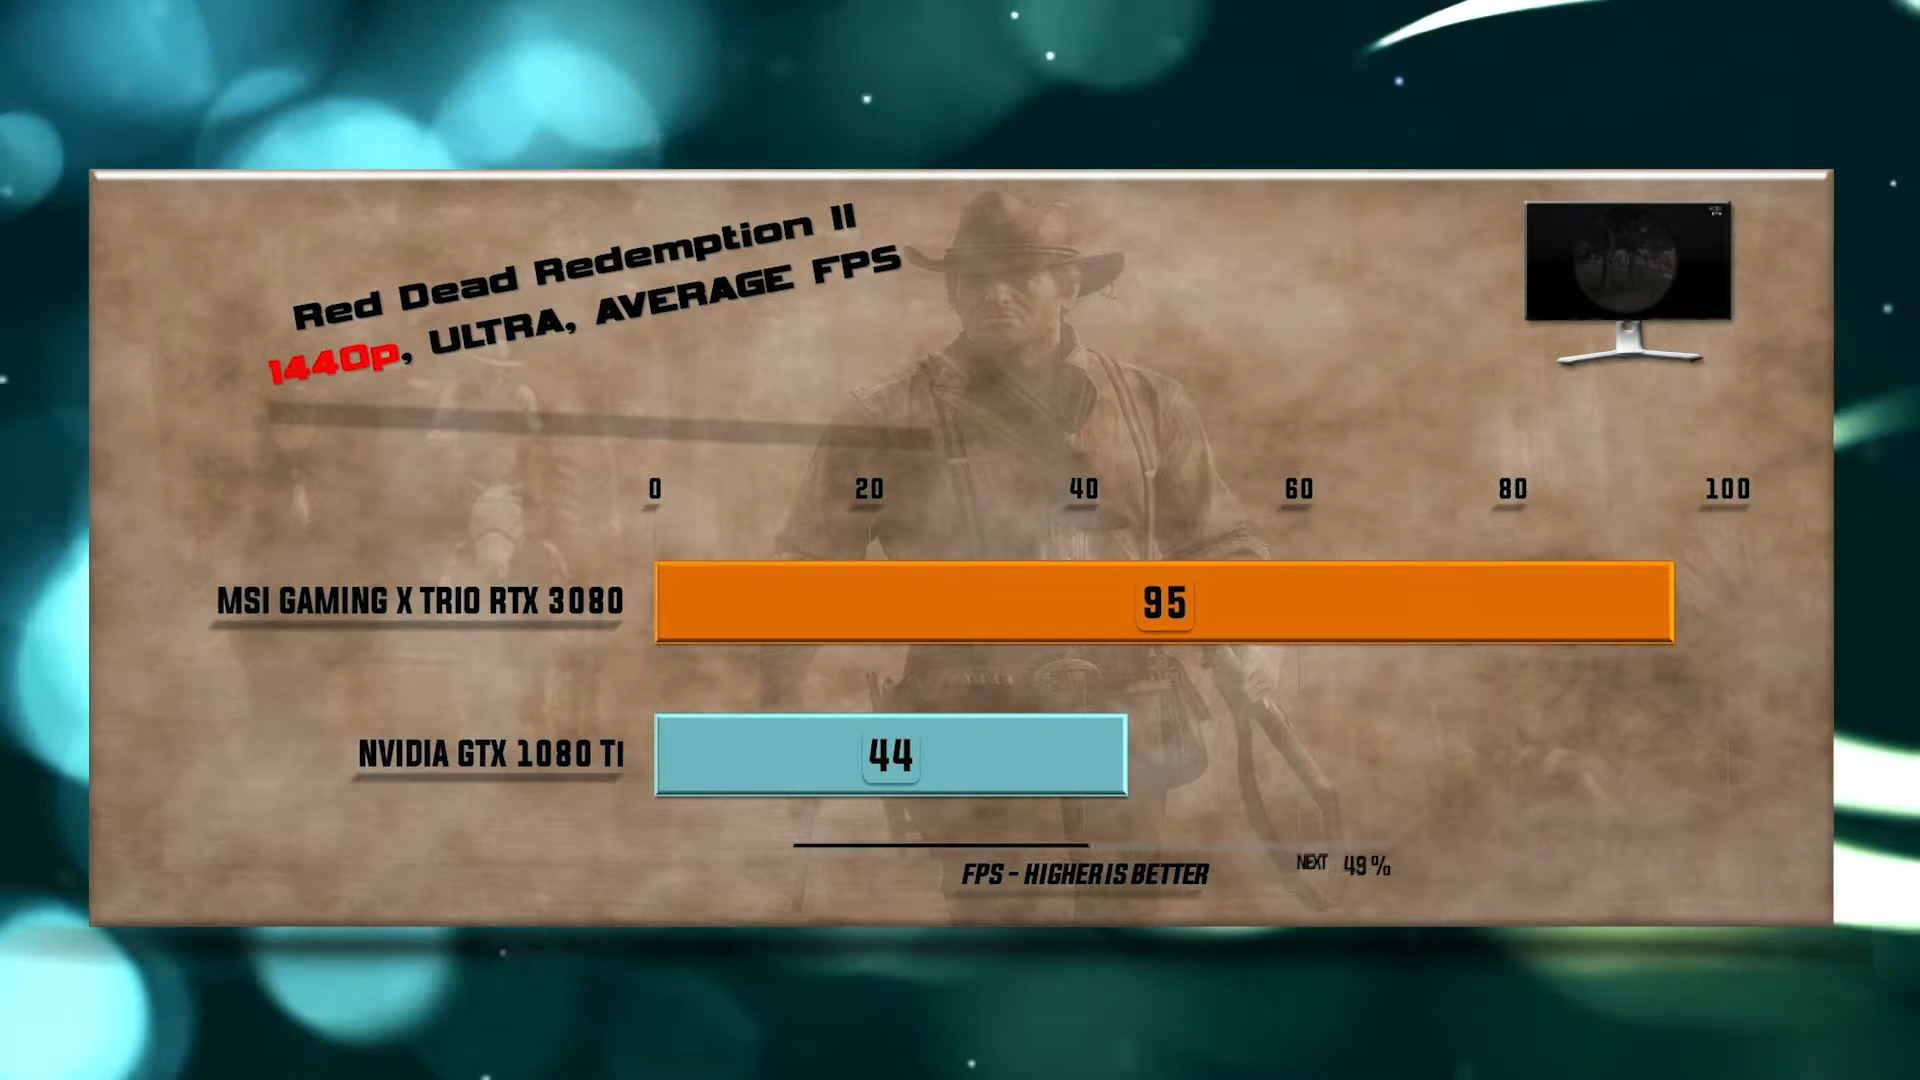 Red Dead Redemption II
1440p, ULTRA, AVERAGE FPS
0 20 40 60 80 100
MSI GAMING X TRIO RTX 3080
95
NVIDIA GTX 1080 TI
44
FPS - HIGHER IS BETTER
NEXT 49%